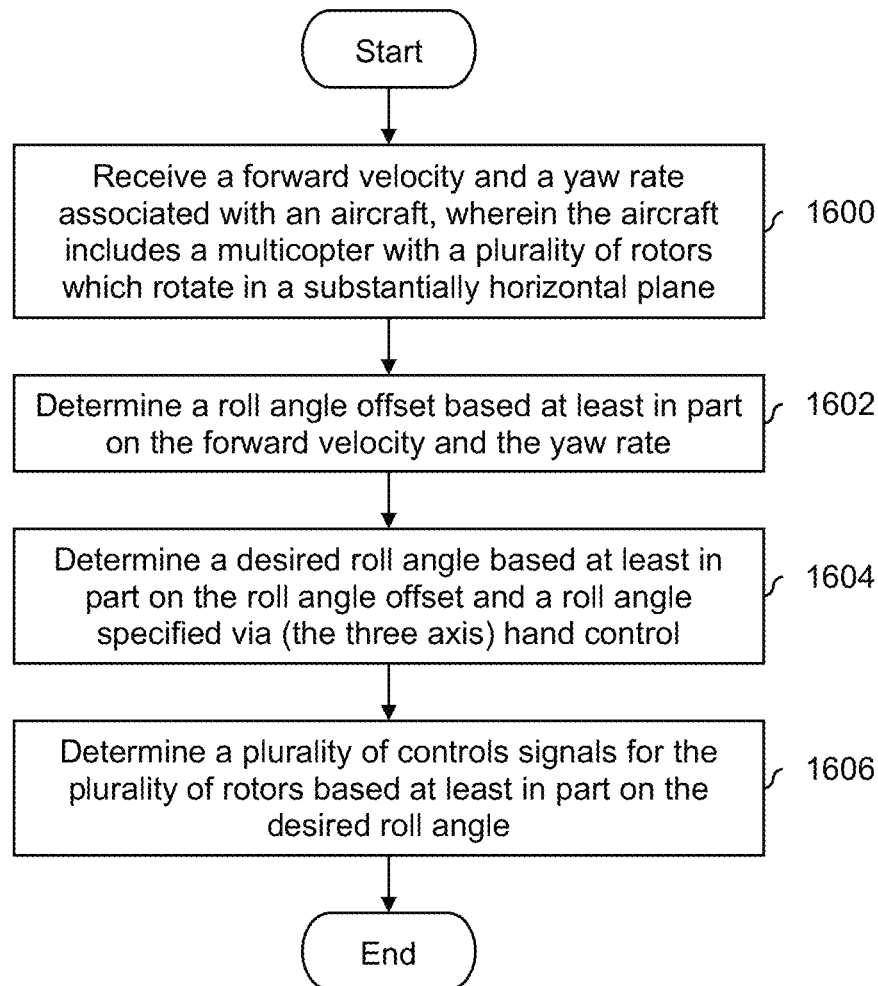 Start
Receive a forward velocity and a yaw rate
associated with an aircraft, wherein the aircraft
includes a multicopter with a plurality of rotors
which rotate in a substantially horizontal plane
1600
Determine a roll angle offset based at least in part
on the forward velocity and the yaw rate
1602
Determine a desired roll angle based at least in
part on the roll angle offset and a roll angle
specified via (the three axis) hand control
1604
Determine a plurality of controls signals for the
plurality of rotors based at least in part on the
desired roll angle
1606
End